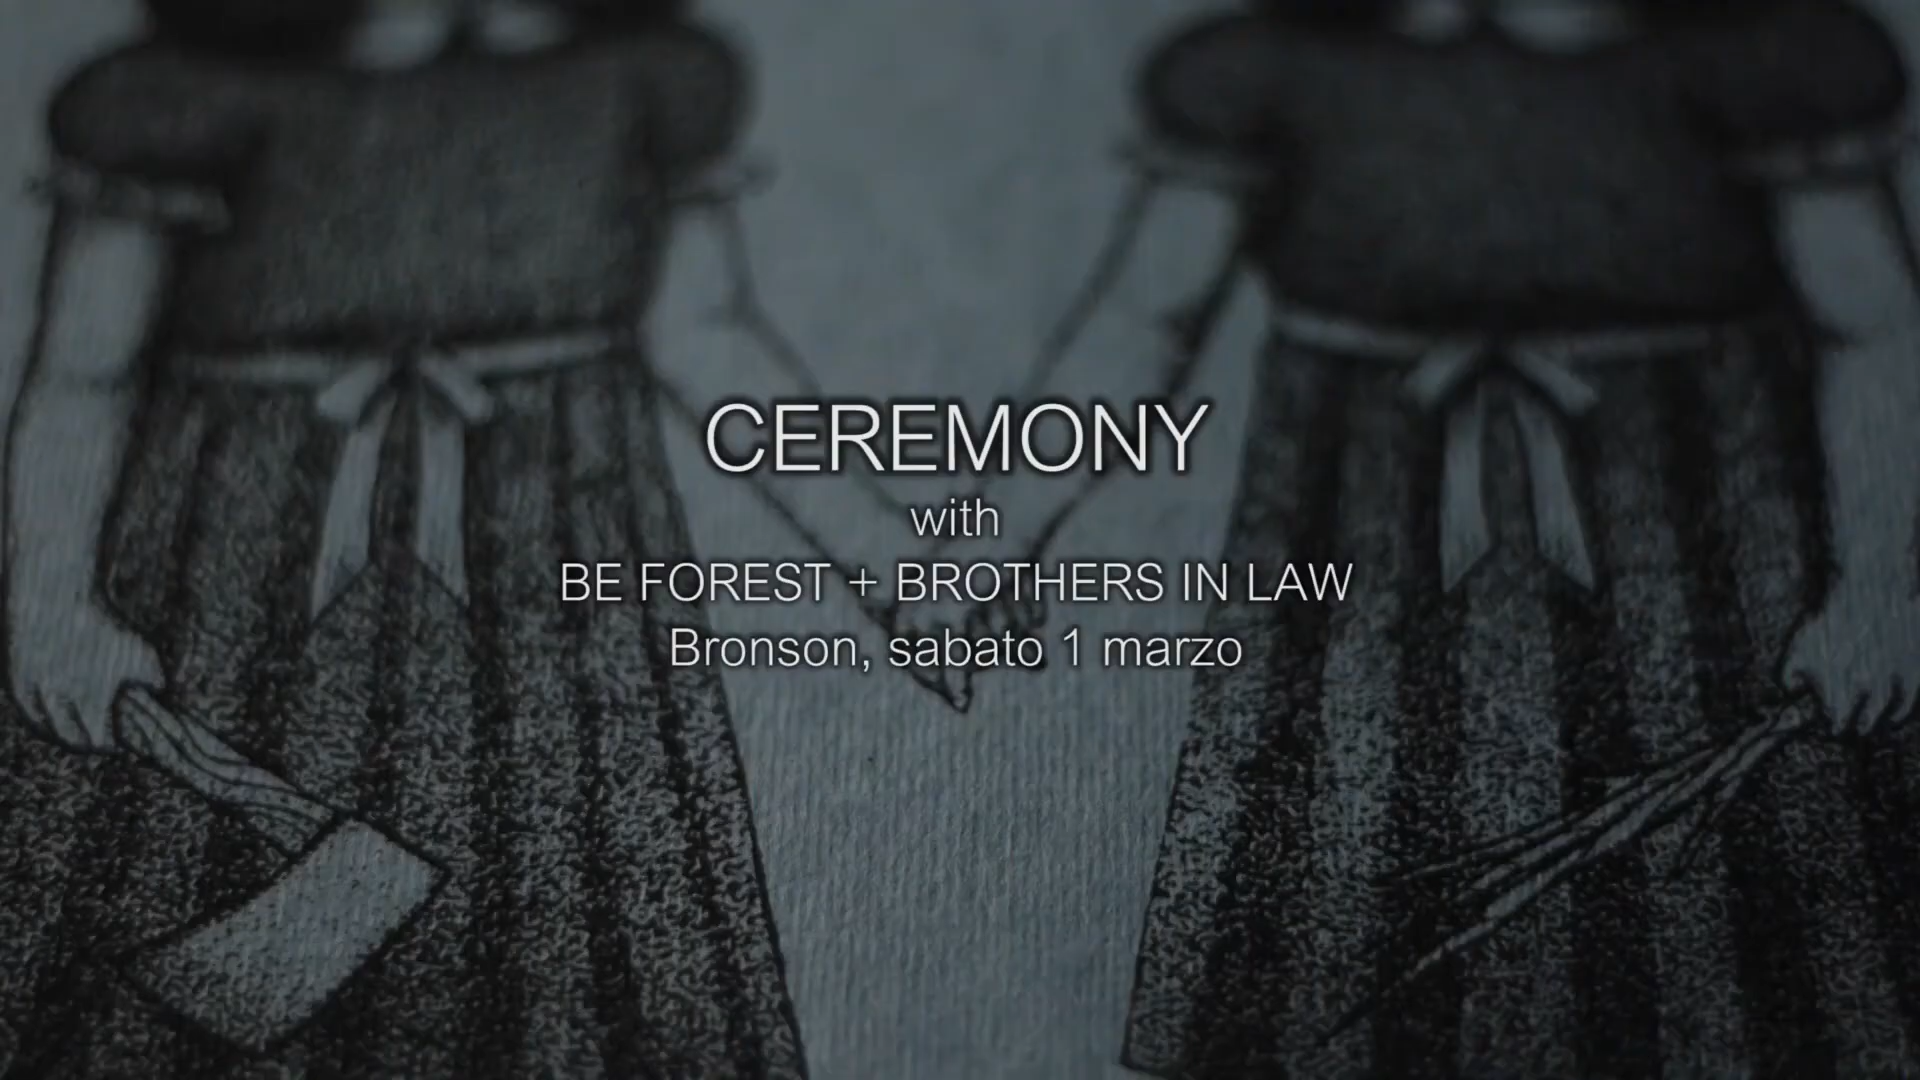 CEREMONY
with
BE FOREST + BROTHERS IN LAW
Bronson, sabato 1 marzo